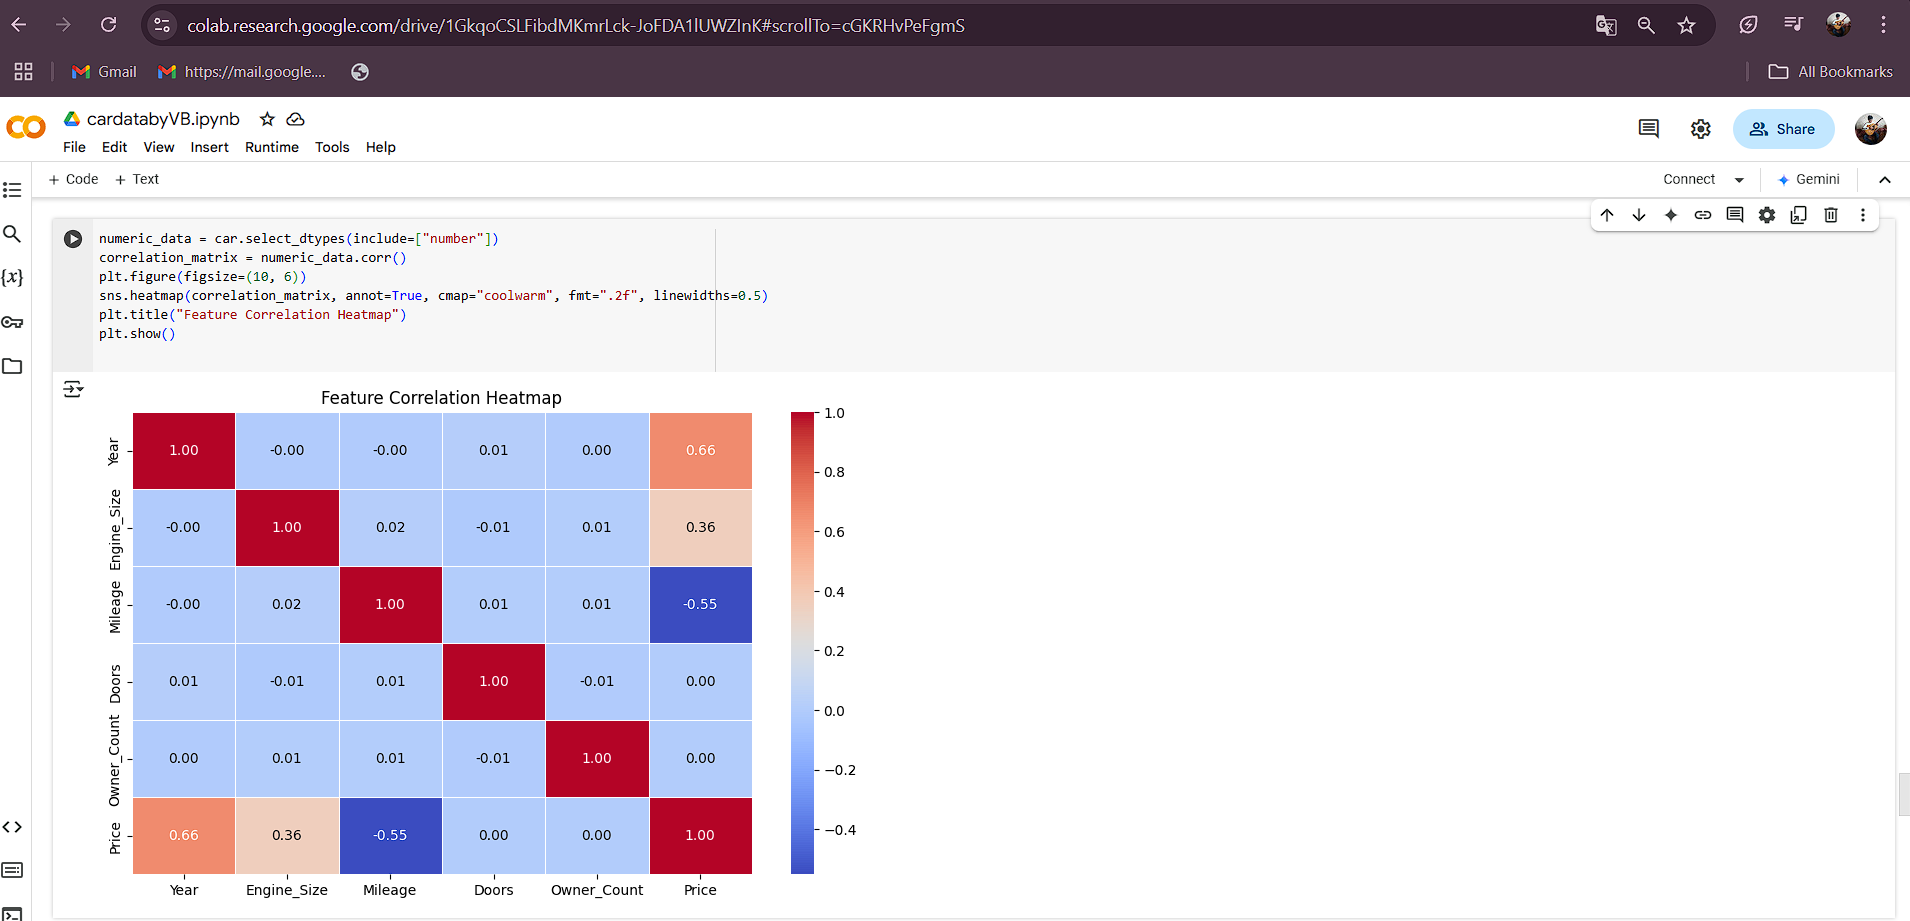 colab.research.google.com/drive/1GkqoCSLFibdMKmrLck-JoFDA1lUWZInK#scrollTo=cGKRHvPeFgmS
Gmail https://mail.google.... All Bookmarks
cardatabyVB.ipynb
File Edit View Insert Runtime Tools Help
Share
+ Code + Text Connect Gemini
{x}
numeric_data = car.select_dtypes(include=["number"])
correlation_matrix = numeric_data.corr()
plt.figure(figsize=(10, 6))
sns.heatmap(correlation_matrix, annot=True, cmap="coolwarm", fmt=".2f", linewidths=0.5)
plt.title("Feature Correlation Heatmap")
plt.show()
Feature Correlation Heatmap
Year 1.00 -0.00 -0.00 0.01 0.00 0.66
Engine_Size -0.00 1.00 0.02 -0.01 0.01 0.36
Mileage -0.00 0.02 1.00 0.01 0.01 -0.55
Doors 0.01 -0.01 0.01 1.00 -0.01 0.00
Owner_Count 0.00 0.01 0.01 -0.01 1.00 0.00
Price 0.66 0.36 -0.55 0.00 0.00 1.00
Year Engine_Size Mileage Doors Owner_Count Price
1.0
0.8
0.6
0.4
0.2
0.0
−0.2
−0.4